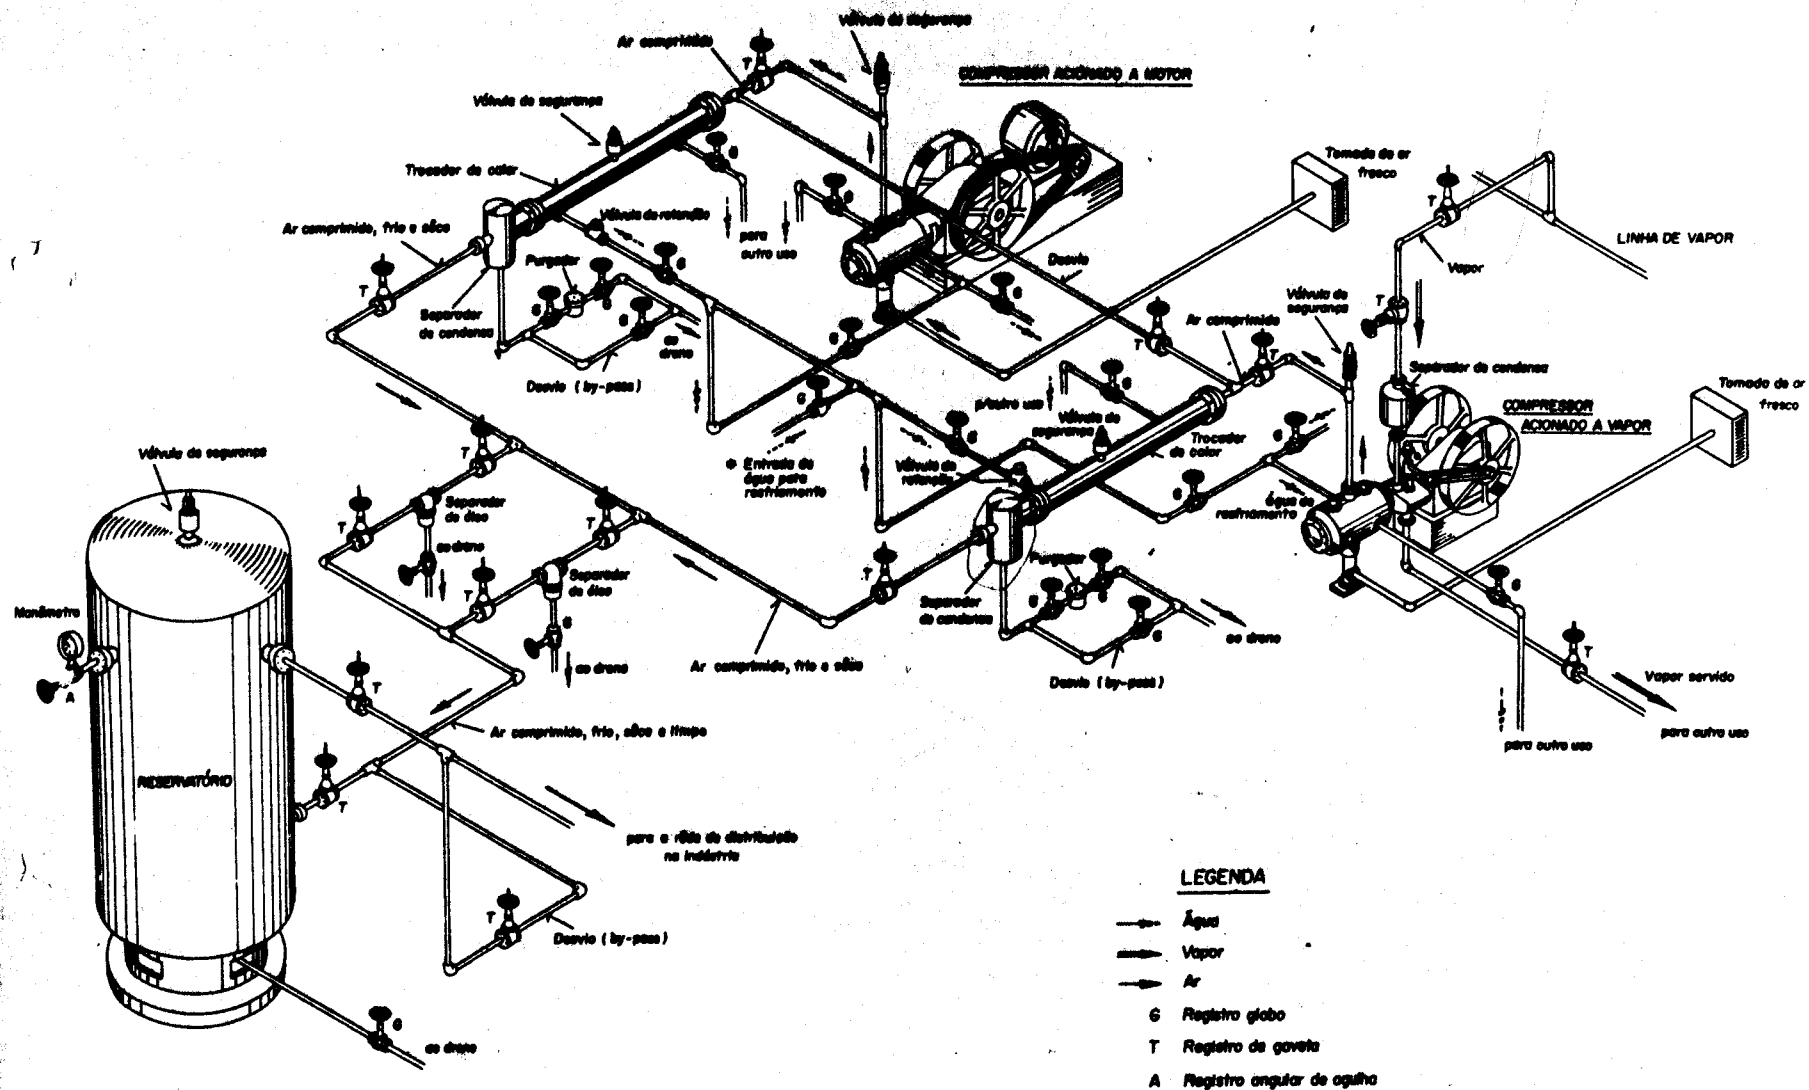 Válvula de segurança
Ar comprimido
T
COMPRESSOR ACIONADO A MOTOR
Válvula de segurança
G
Trocador de calor
Tomada de ar
fresco
T
Válvula de retenção
G
Ar comprimido, frio e sêco
para
outro uso
LINHA DE VAPOR
Purgador
G
Desvio
Vapor
T
G
G
G
Válvula de
segurança
T
Separador
de condensa
G
Ar comprimido
ao
dreno
G
T
T
Desvio (by-pass)
Separador de condensa
G
G
p/outro uso
Válvula de
segurança
Tomada de ar
fresco
COMPRESSOR
ACIONADO A VAPOR
G
G
Trocador
de calor
Válvula de segurança
T
* Entrada de
água para
resfriamento
Válvula de
retenção
G
água de
resfriamento
T
Separador
de óleo
T
ao dreno
T
Purgador
Separador
de óleo
T
G
G
G
Separador
de condensa
G
Manômetro
G
ao dreno
T
ao dreno
Ar comprimido, frio e sêco
Desvio (by-pass)
T
Vapor servido
A
T
para outro uso
para outro uso
Ar comprimido, frio, sêco e limpo
RESERVATÓRIO
T
para a rêde de distribuição
na indústria
T
Desvio (by-pass)
G
ao dreno
LEGENDA
Água
Vapor
Ar
G Registro globo
T Registro de gaveta
A Registro angular de agulha